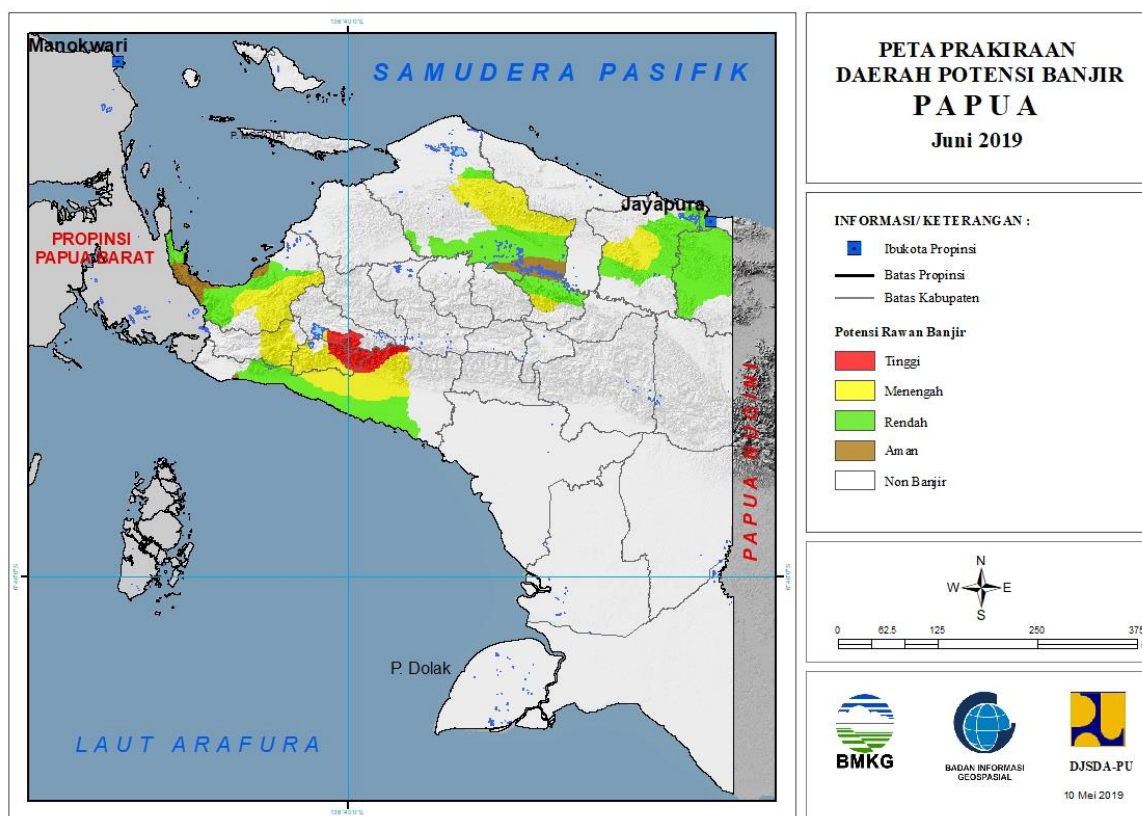 PETA PRAKIRAAN
DAERAH POTENSI BANJIR
PAPUA
Juni 2019
Manokwari
SAMUDERA PASIFIK
Jayapura
PROPINSI
PAPUA BARAT
PAPUA NUGINI
P. Dolak
LAUT ARAFURA
INFORMASI/ KETERANGAN :
Ibukota Propinsi
Batas Propinsi
Batas Kabupaten
Potensi Rawan Banjir
Tinggi
Menengah
Rendah
Aman
Non Banjir
N
W E
S
0 62.5 125 250 375
BMKG
BADAN INFORMASI
GEOSPASIAL
DJSDA-PU
10 Mei 2019